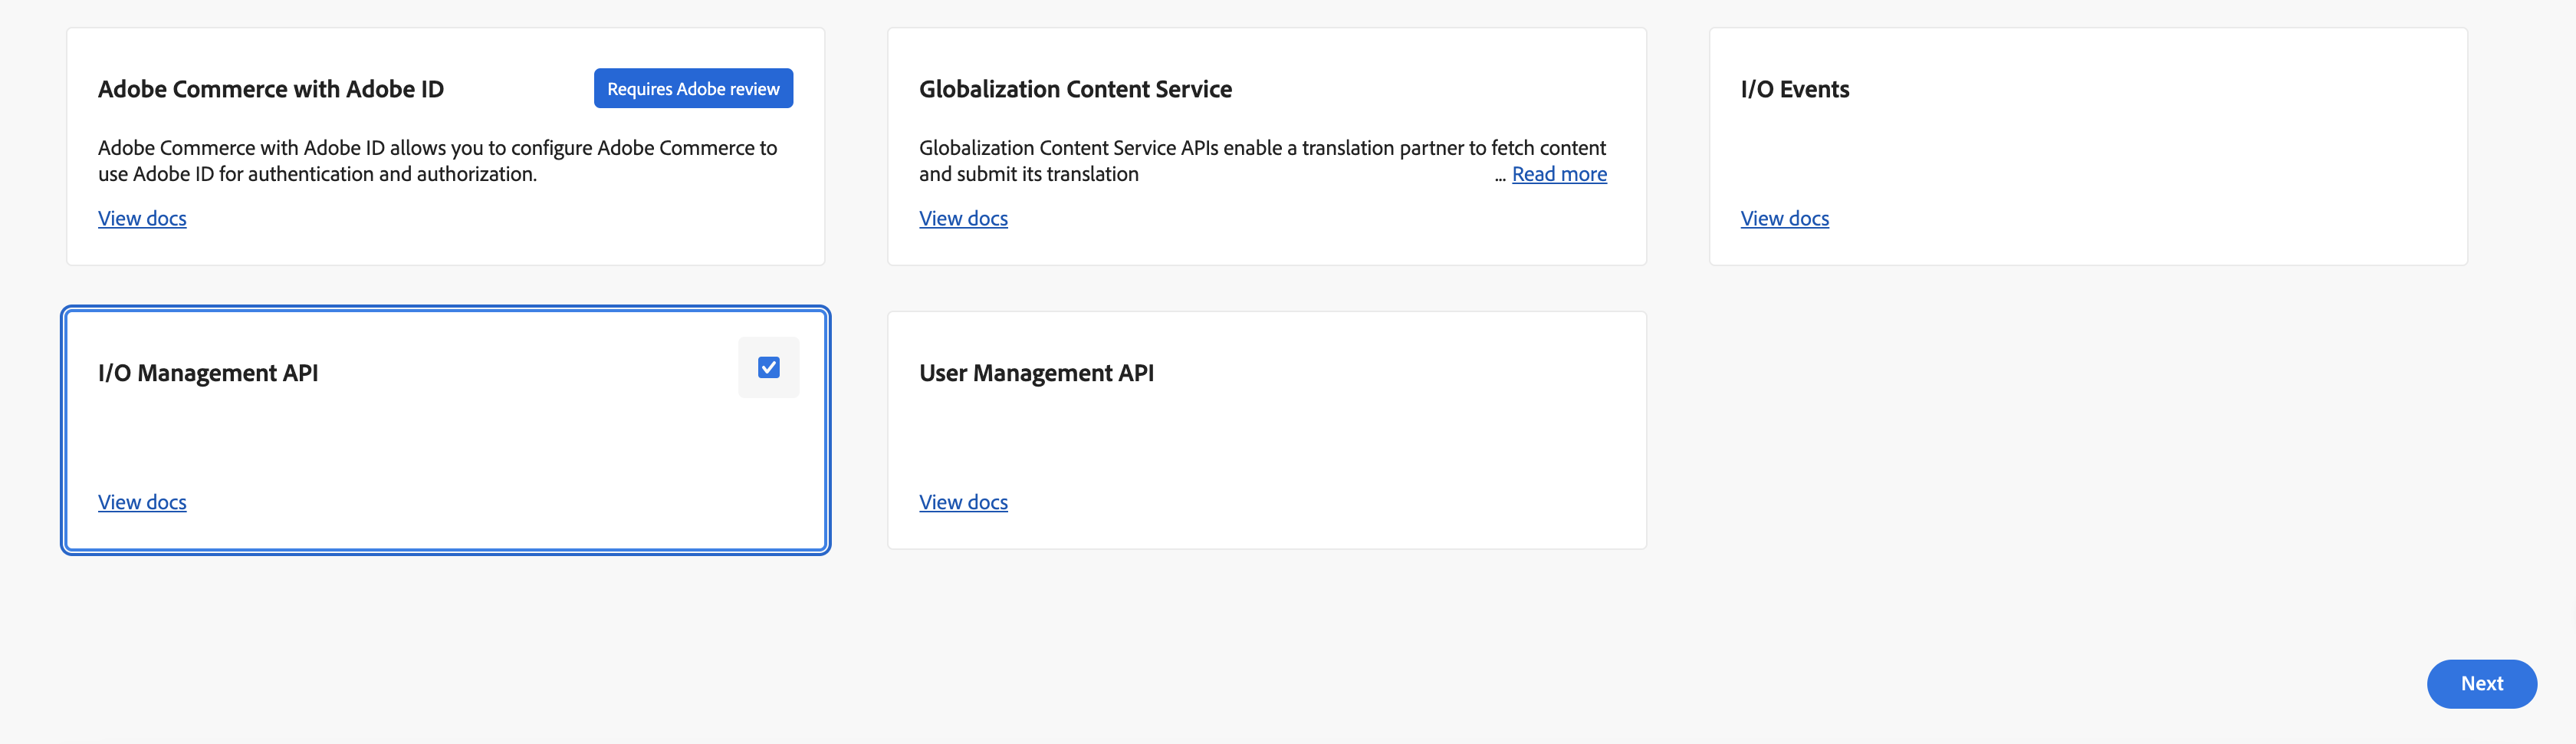 Adobe Commerce with Adobe ID
Requires Adobe review
Adobe Commerce with Adobe ID allows you to configure Adobe Commerce to
use Adobe ID for authentication and authorization.
View docs
Globalization Content Service
Globalization Content Service APIs enable a translation partner to fetch content
and submit its translation ... Read more
View docs
I/O Events
View docs
I/O Management API
View docs
User Management API
View docs
Next